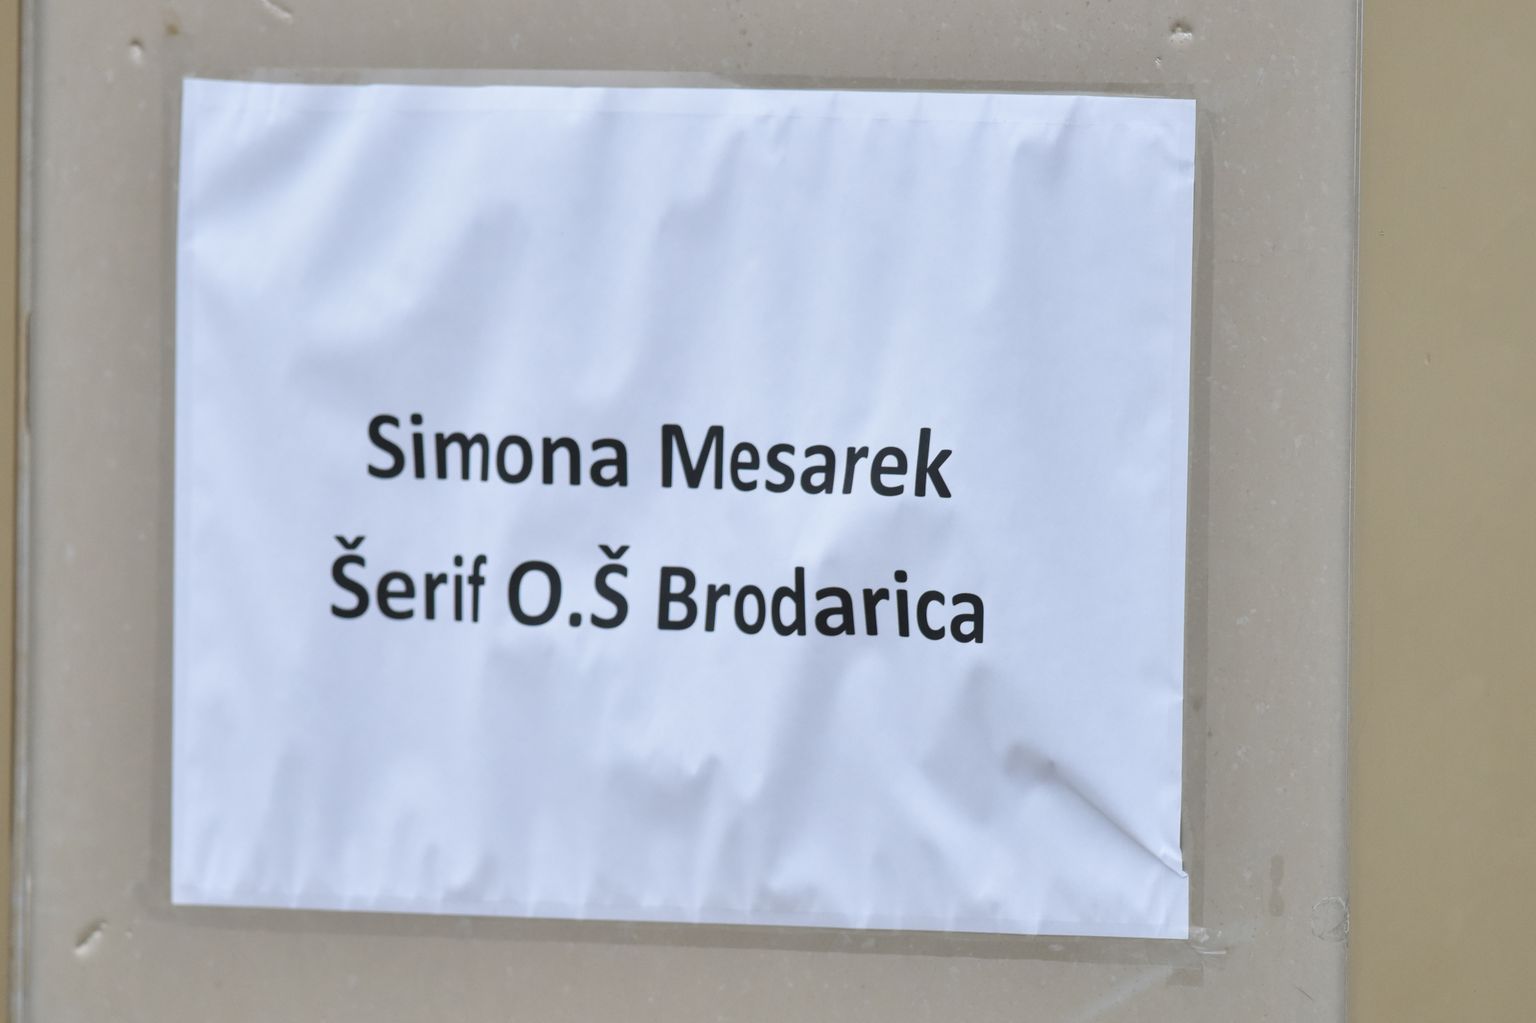 Simona Mesarek
Šerif O.Š Brodarica